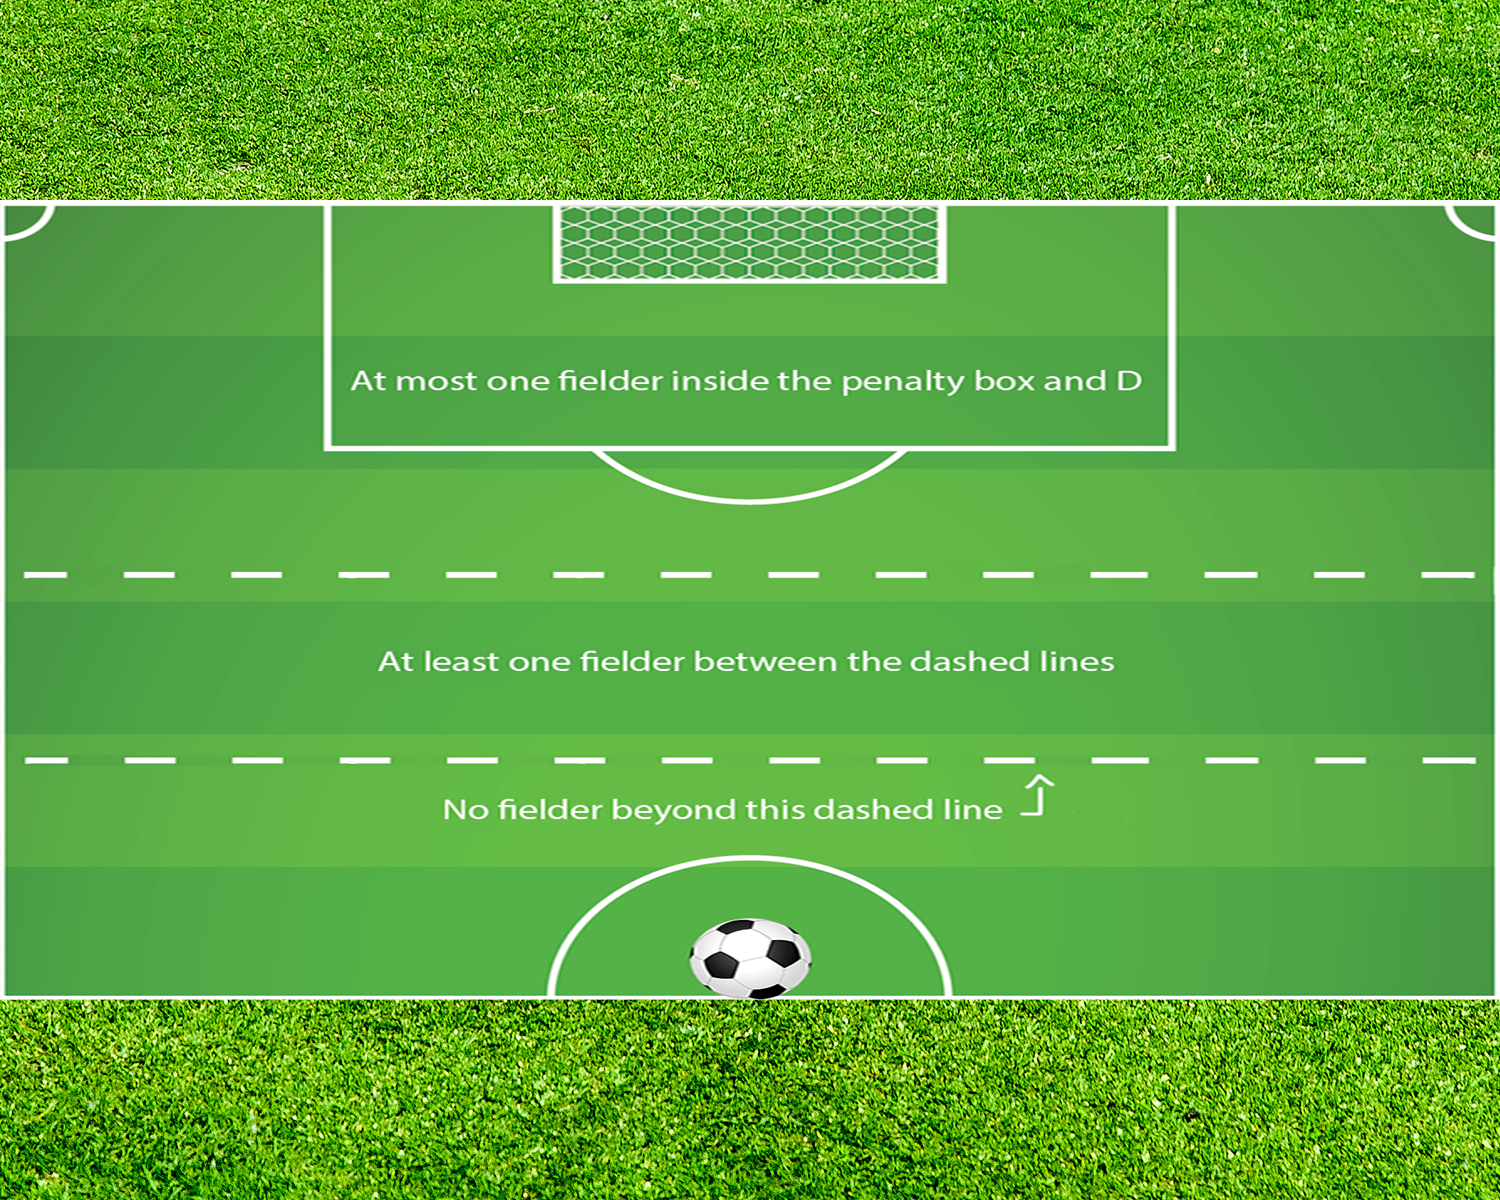 At most one fielder inside the penalty box and D
At least one fielder between the dashed lines
No fielder beyond this dashed line